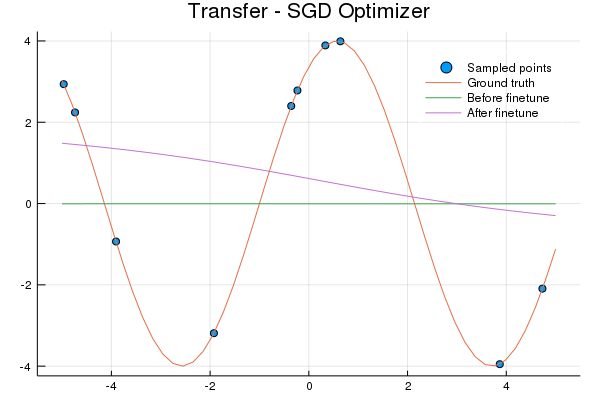 Transfer - SGD Optimizer
Sampled points
Ground truth
Before finetune
After finetune
4
2
0
-2
-4
-4
-2
0
2
4